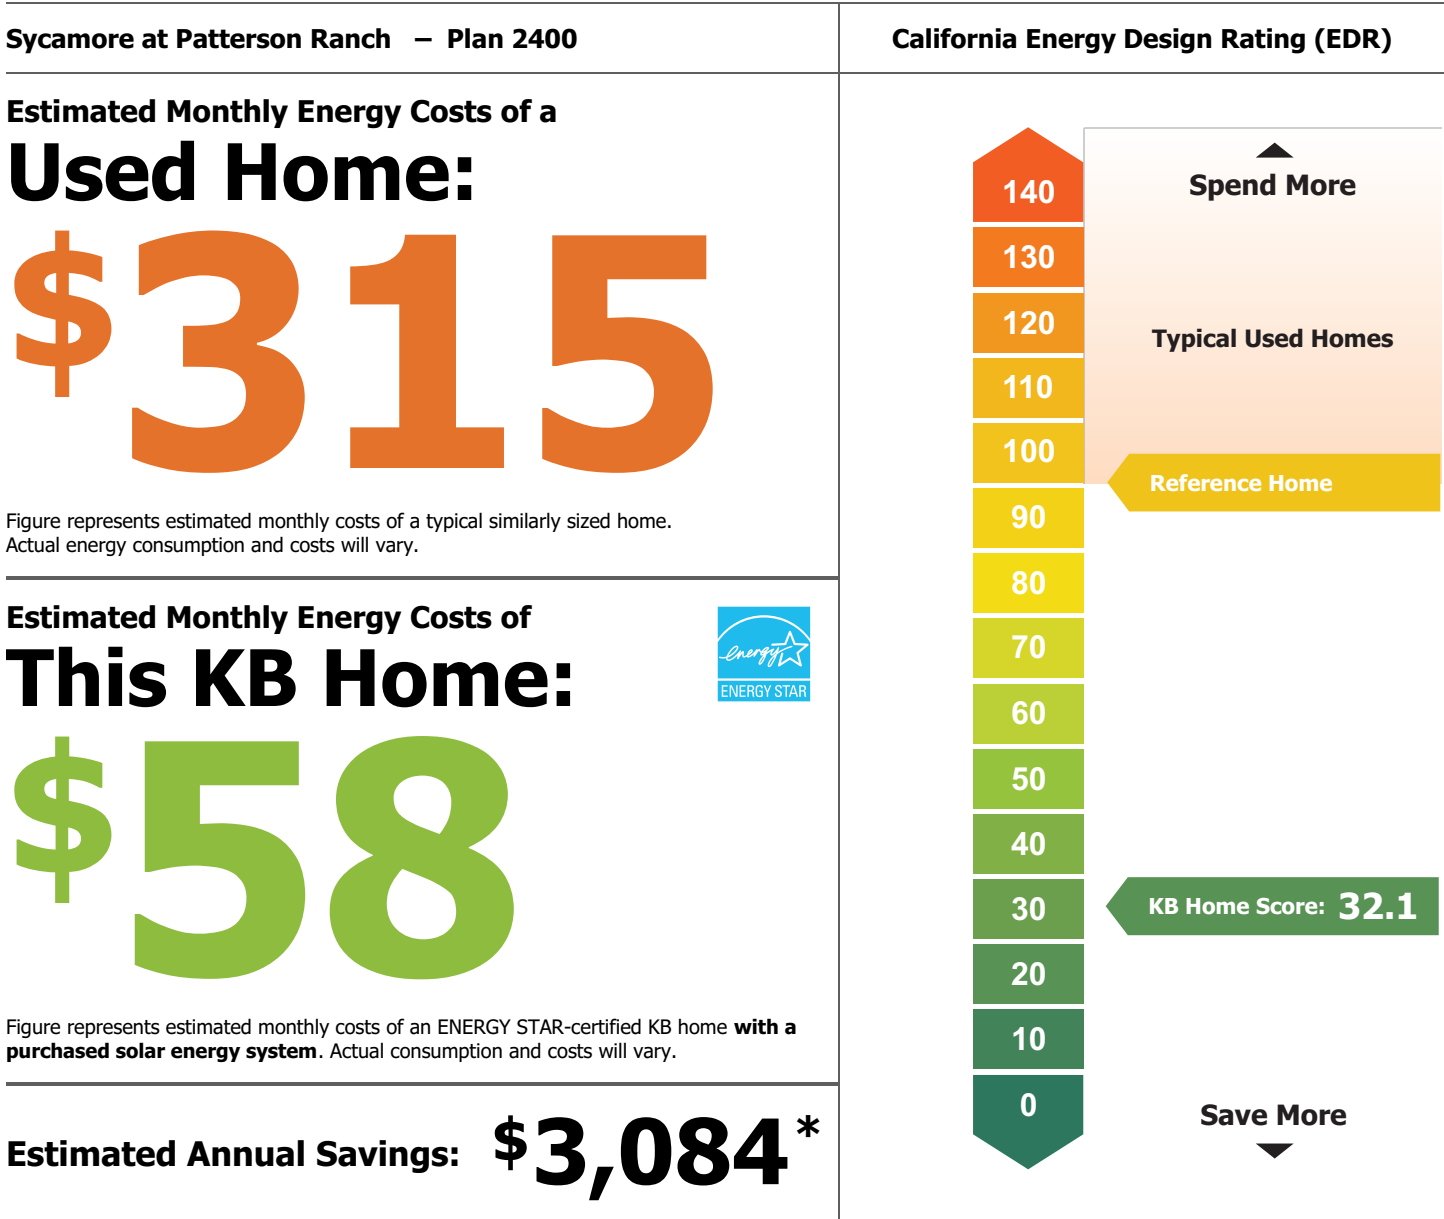 Sycamore at Patterson Ranch – Plan 2400
Estimated Monthly Energy Costs of a
Used Home:
$315
Figure represents estimated monthly costs of a typical similarly sized home.
Actual energy consumption and costs will vary.
Estimated Monthly Energy Costs of
This KB Home:
energy
ENERGY STAR
$58
Figure represents estimated monthly costs of an ENERGY STAR-certified KB home with a
purchased solar energy system. Actual consumption and costs will vary.
Estimated Annual Savings: $3,084*
California Energy Design Rating (EDR)
140
Spend More
130
120
Typical Used Homes
110
100
Reference Home
90
80
70
60
50
40
30
KB Home Score: 32.1
20
10
0
Save More